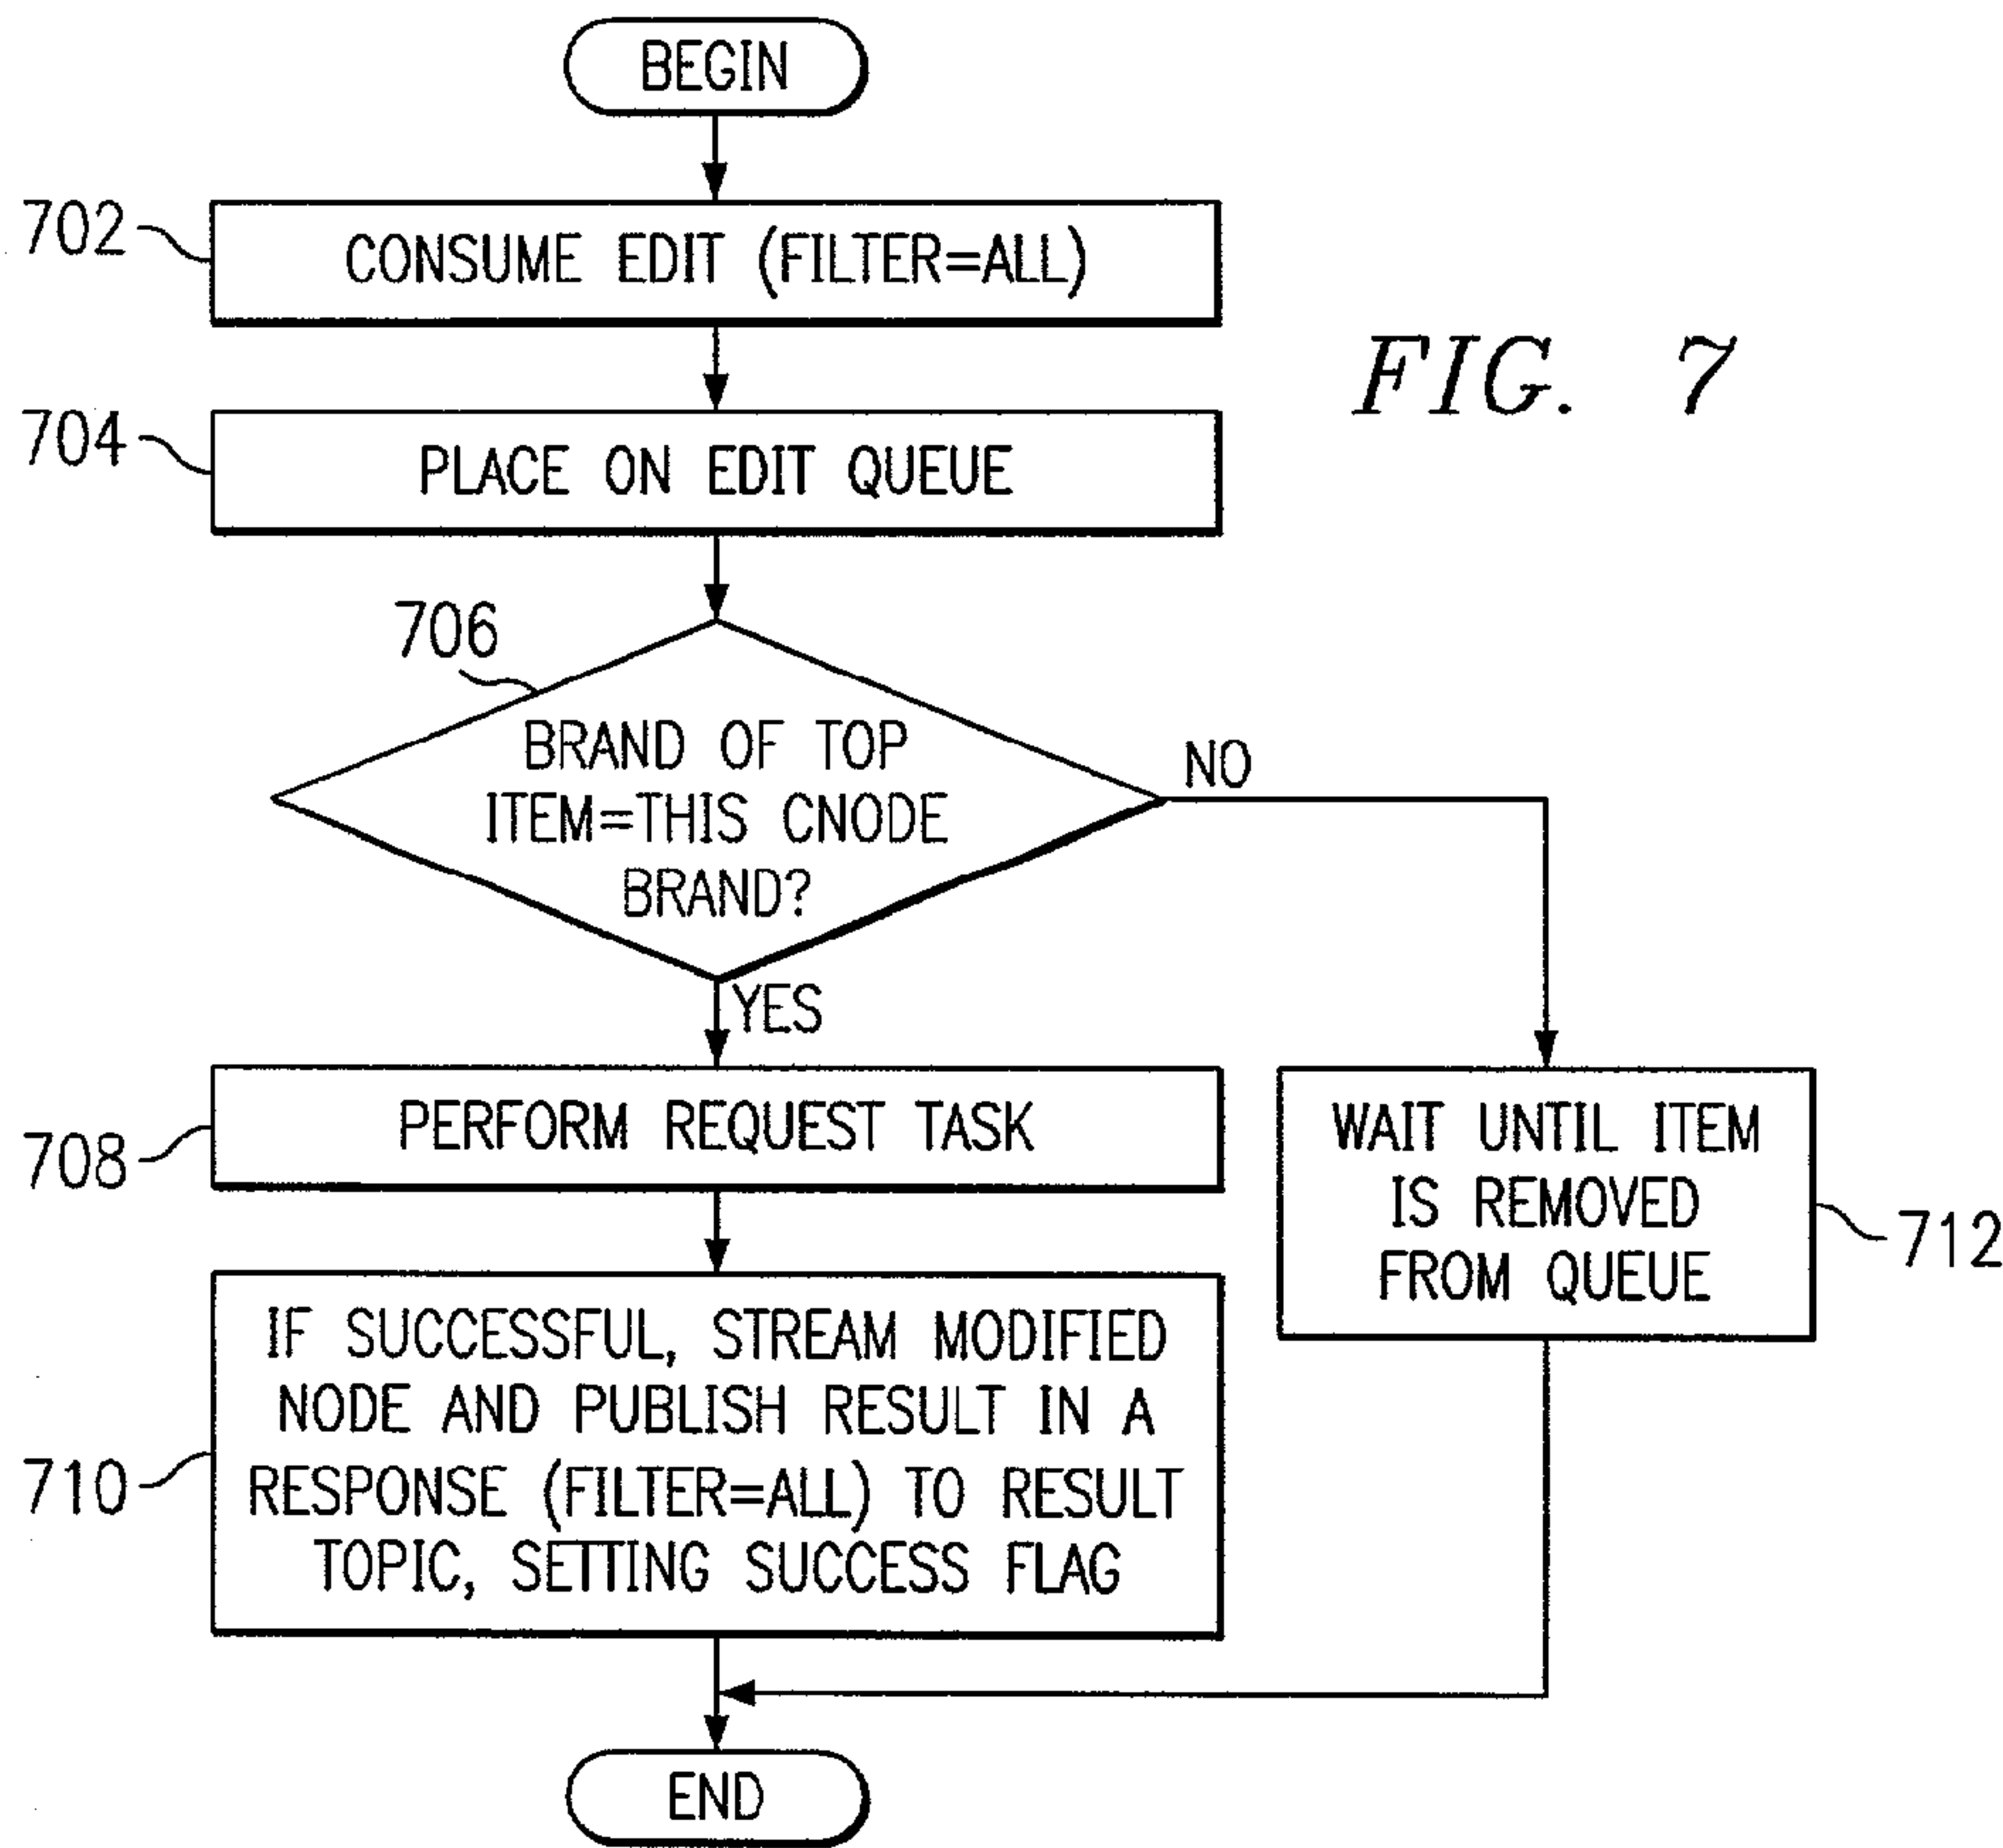 BEGIN
702
CONSUME EDIT (FILTER=ALL)
FIG. 7
704
PLACE ON EDIT QUEUE
706
BRAND OF TOP
ITEM=THIS CNODE
BRAND?
NO
YES
708
PERFORM REQUEST TASK
WAIT UNTIL ITEM
IS REMOVED
FROM QUEUE
712
710
IF SUCCESSFUL, STREAM MODIFIED
NODE AND PUBLISH RESULT IN A
RESPONSE (FILTER=ALL) TO RESULT
TOPIC, SETTING SUCCESS FLAG
END